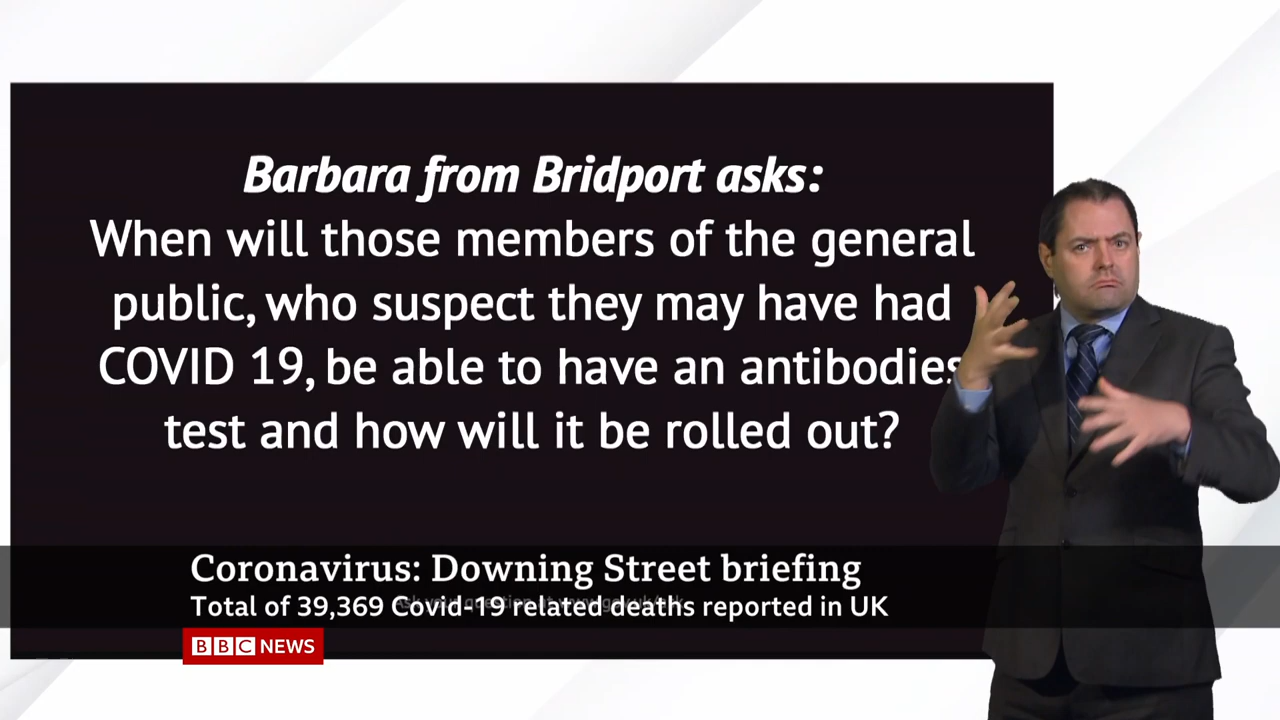 Barbara from Bridport asks:
When will those members of the general
public, who suspect they may have had
COVID 19, be able to have an antibodies
test and how will it be rolled out?
Coronavirus: Downing Street briefing
Total of 39,369 Covid-19 related deaths reported in UK
BBC NEWS